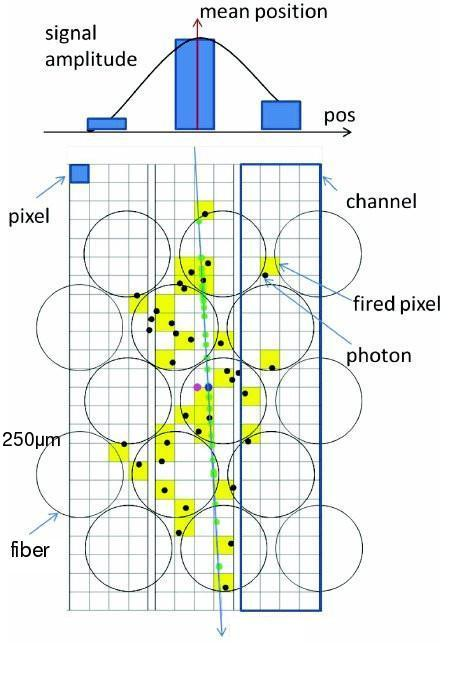 mean position
signal
amplitude
pos
pixel
channel
fired pixel
photon
250µm
fiber